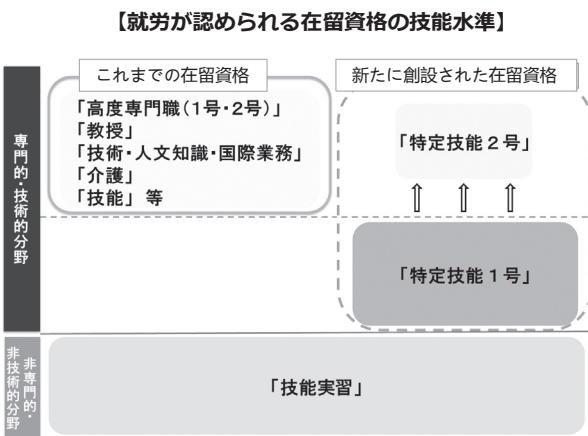 【就労が認められる在留資格の技能水準】
これまでの在留資格
新たに創設された在留資格
専門的・技術的分野
「高度専門職（1号・2号）」
「教授」
「技術・人文知識・国際業務」
「介護」
「技能」等
「特定技能２号」
「特定技能１号」
非専門的・
非技術的分野
「技能実習」